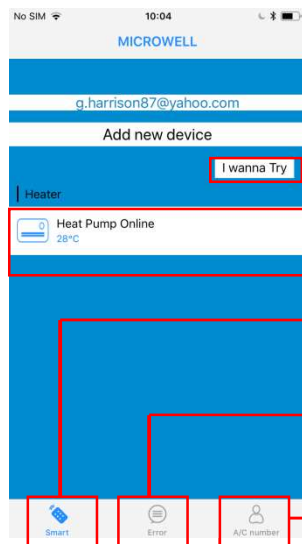 No SIM 10:04
MICROWELL
g.harrison87@yahoo.com
Add new device
I wanna Try
Heater
Heat Pump Online
28°C
Smart Error A/C number